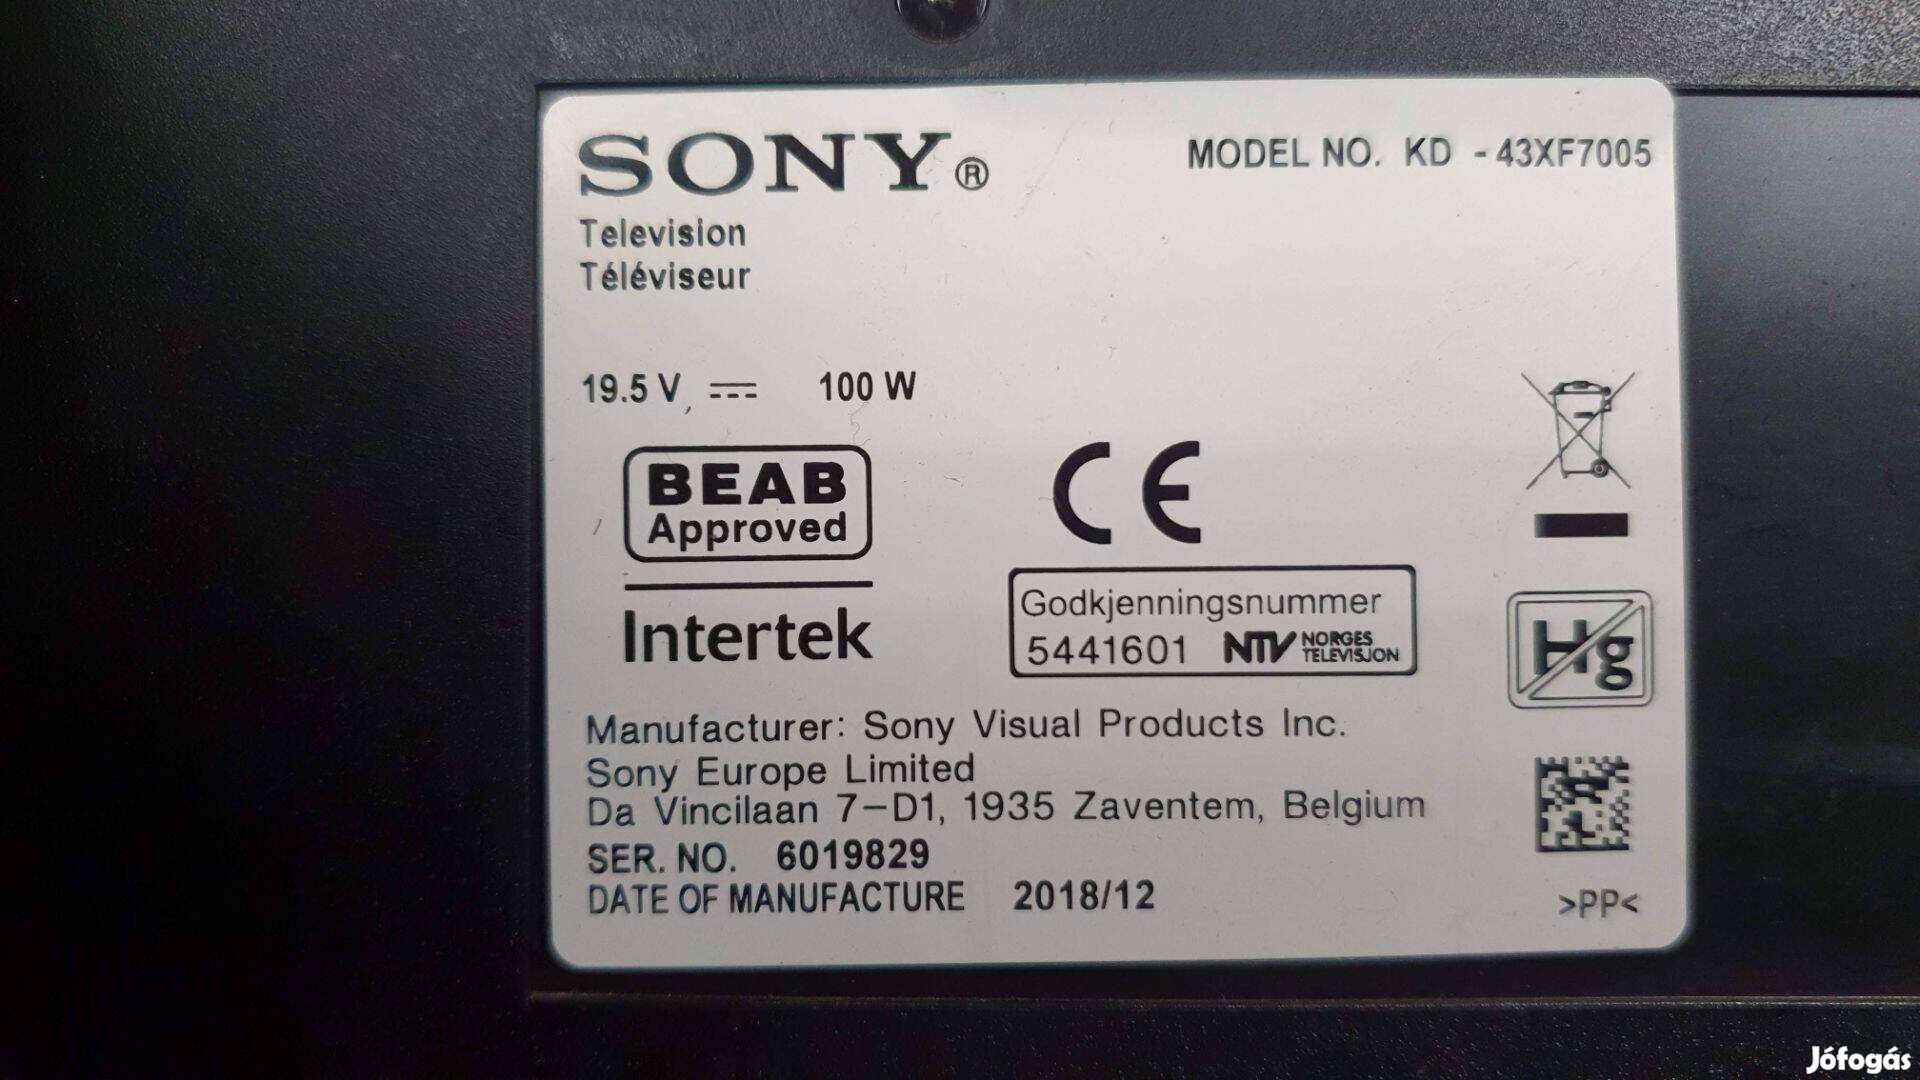 SONY®
MODEL NO. KD - 43XF7005
Television
Téléviseur
19.5 V 100 W
BEAB
Approved
Intertek
CE
Godkjenningsnummer
5441601 NTV NORGES TELEVISJON
Hg
Manufacturer: Sony Visual Products Inc.
Sony Europe Limited
Da Vincilaan 7-D1, 1935 Zaventem, Belgium
SER. NO. 6019829
DATE OF MANUFACTURE 2018/12
>PP<
Jófogás